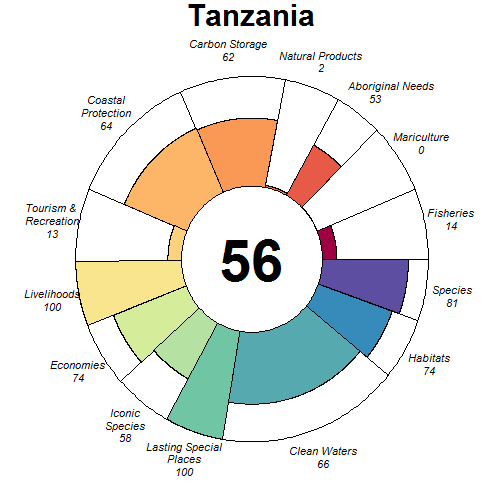 Tanzania
Carbon Storage
62
Natural Products
2
Aboriginal Needs
53
Mariculture
0
Fisheries
14
Species
81
Habitats
74
Clean Waters
66
Lasting Special
Places
100
Iconic
Species
58
Economies
74
Livelihoods
100
Tourism &
Recreation
13
Coastal
Protection
64
56